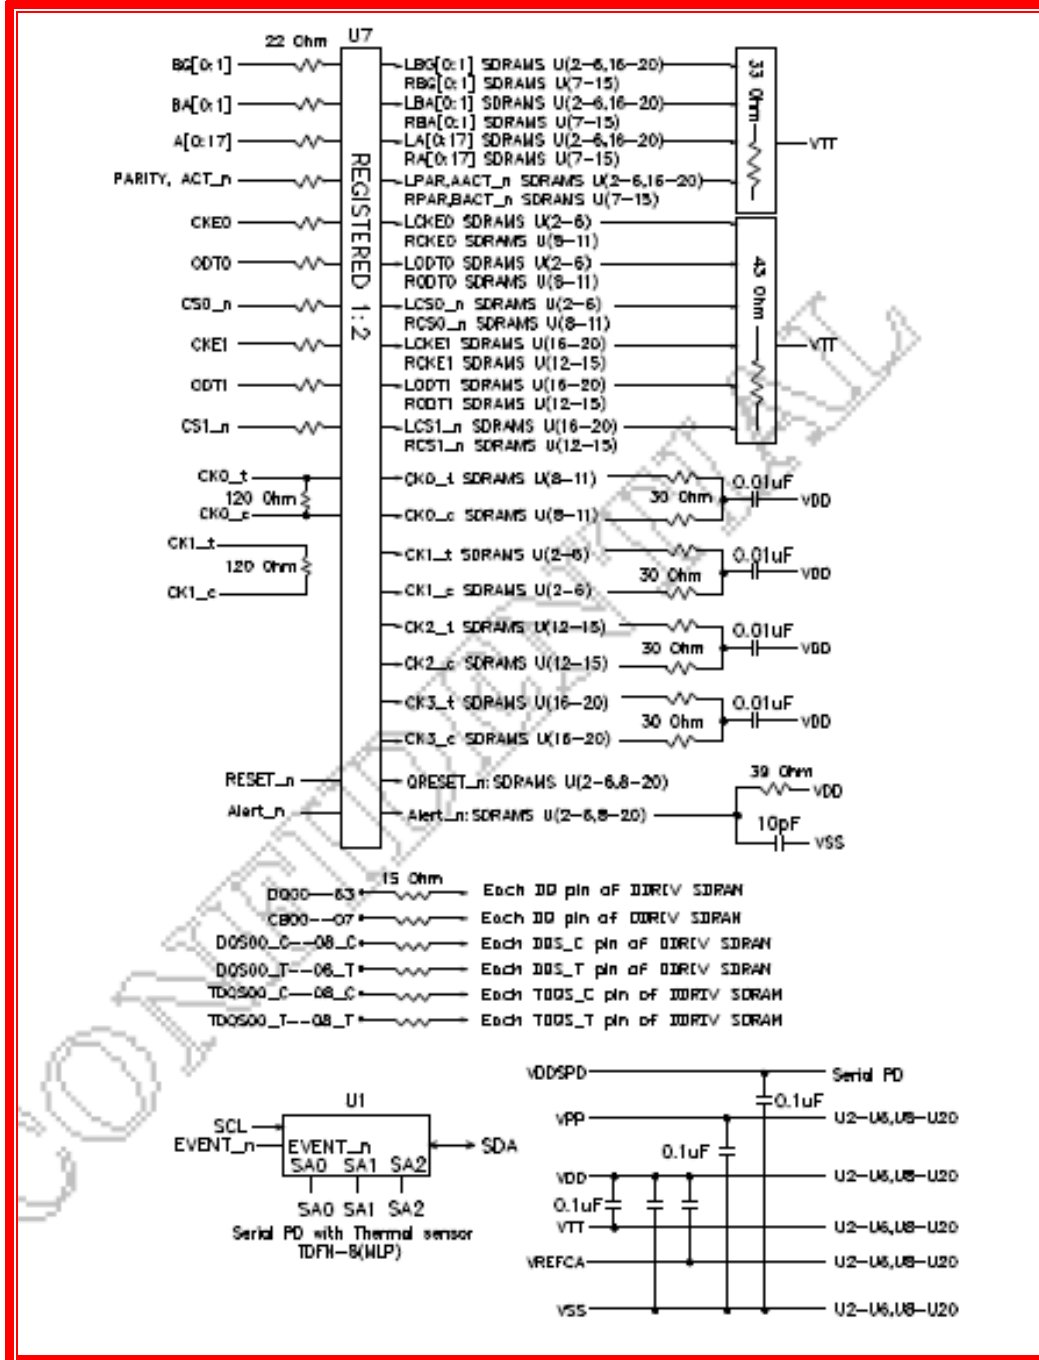 22 Ohm
U7
BG[0:1]
LBG[0:1] SDRAMS U(2-6,16-20)
RBG[0:1] SDRAMS U(7-15)
BA[0:1]
LBA[0:1] SDRAMS U(2-6,16-20)
RBA[0:1] SDRAMS U(7-15)
A[0:17]
LA[0:17] SDRAMS U(2-6,16-20)
RA[0:17] SDRAMS U(7-15)
PARITY, ACT_n
LPAR,AACT_n SDRAMS U(2-6,16-20)
RPAR,BACT_n SDRAMS U(7-15)
33 Ohm
VTT
REGISTERED 1:2
CKE0
LCKE0 SDRAMS U(2-6)
RCKE0 SDRAMS U(8-11)
ODT0
LODT0 SDRAMS U(2-6)
RODT0 SDRAMS U(8-11)
CS0_n
LCS0_n SDRAMS U(2-6)
RCS0_n SDRAMS U(8-11)
CKE1
LCKE1 SDRAMS U(16-20)
RCKE1 SDRAMS U(12-15)
ODT1
LODT1 SDRAMS U(16-20)
RODT1 SDRAMS U(12-15)
CS1_n
LCS1_n SDRAMS U(16-20)
RCS1_n SDRAMS U(12-15)
43 Ohm
VTT
CK0_t
120 Ohm
CK0_c
CK0_t SDRAMS U(8-11)
30 Ohm
0.01uF
VDD
CK0_c SDRAMS U(8-11)
CK1_t
120 Ohm
CK1_c
CK1_t SDRAMS U(2-6)
30 Ohm
0.01uF
VDD
CK1_c SDRAMS U(2-6)
CK2_t SDRAMS U(12-15)
30 Ohm
0.01uF
VDD
CK2_c SDRAMS U(12-15)
CK3_t SDRAMS U(16-20)
30 Ohm
0.01uF
VDD
CK3_c SDRAMS U(16-20)
RESET_n
QRESET_n: SDRAMS U(2-6,8-20)
39 Ohm
VDD
Alert_n
Alert_n: SDRAMS U(2-6,8-20)
10pF
VSS
15 Ohm
DQ00--63
Each DQ pin of DDRIV SDRAM
CB00--07
Each DQ pin of DDRIV SDRAM
DQS00_C--08_C
Each DQS_C pin of DDRIV SDRAM
DQS00_T--08_T
Each DQS_T pin of DDRIV SDRAM
TDQS00_C--08_C
Each TDQS_C pin of DDRIV SDRAM
TDQS00_T--08_T
Each TDQS_T pin of DDRIV SDRAM
U1
SCL
EVENT_n
EVENT_n
SA0 SA1 SA2
SDA
SA0 SA1 SA2
Serial PD with Thermal sensor
TDFN-8(MLP)
VDDSPD
Serial PD
0.1uF
VPP
U2-U6,U8-U20
0.1uF
VDD
U2-U6,U8-U20
0.1uF
VTT
U2-U6,U8-U20
VREFCA
U2-U6,U8-U20
VSS
U2-U6,U8-U20
CONFIDENTIAL